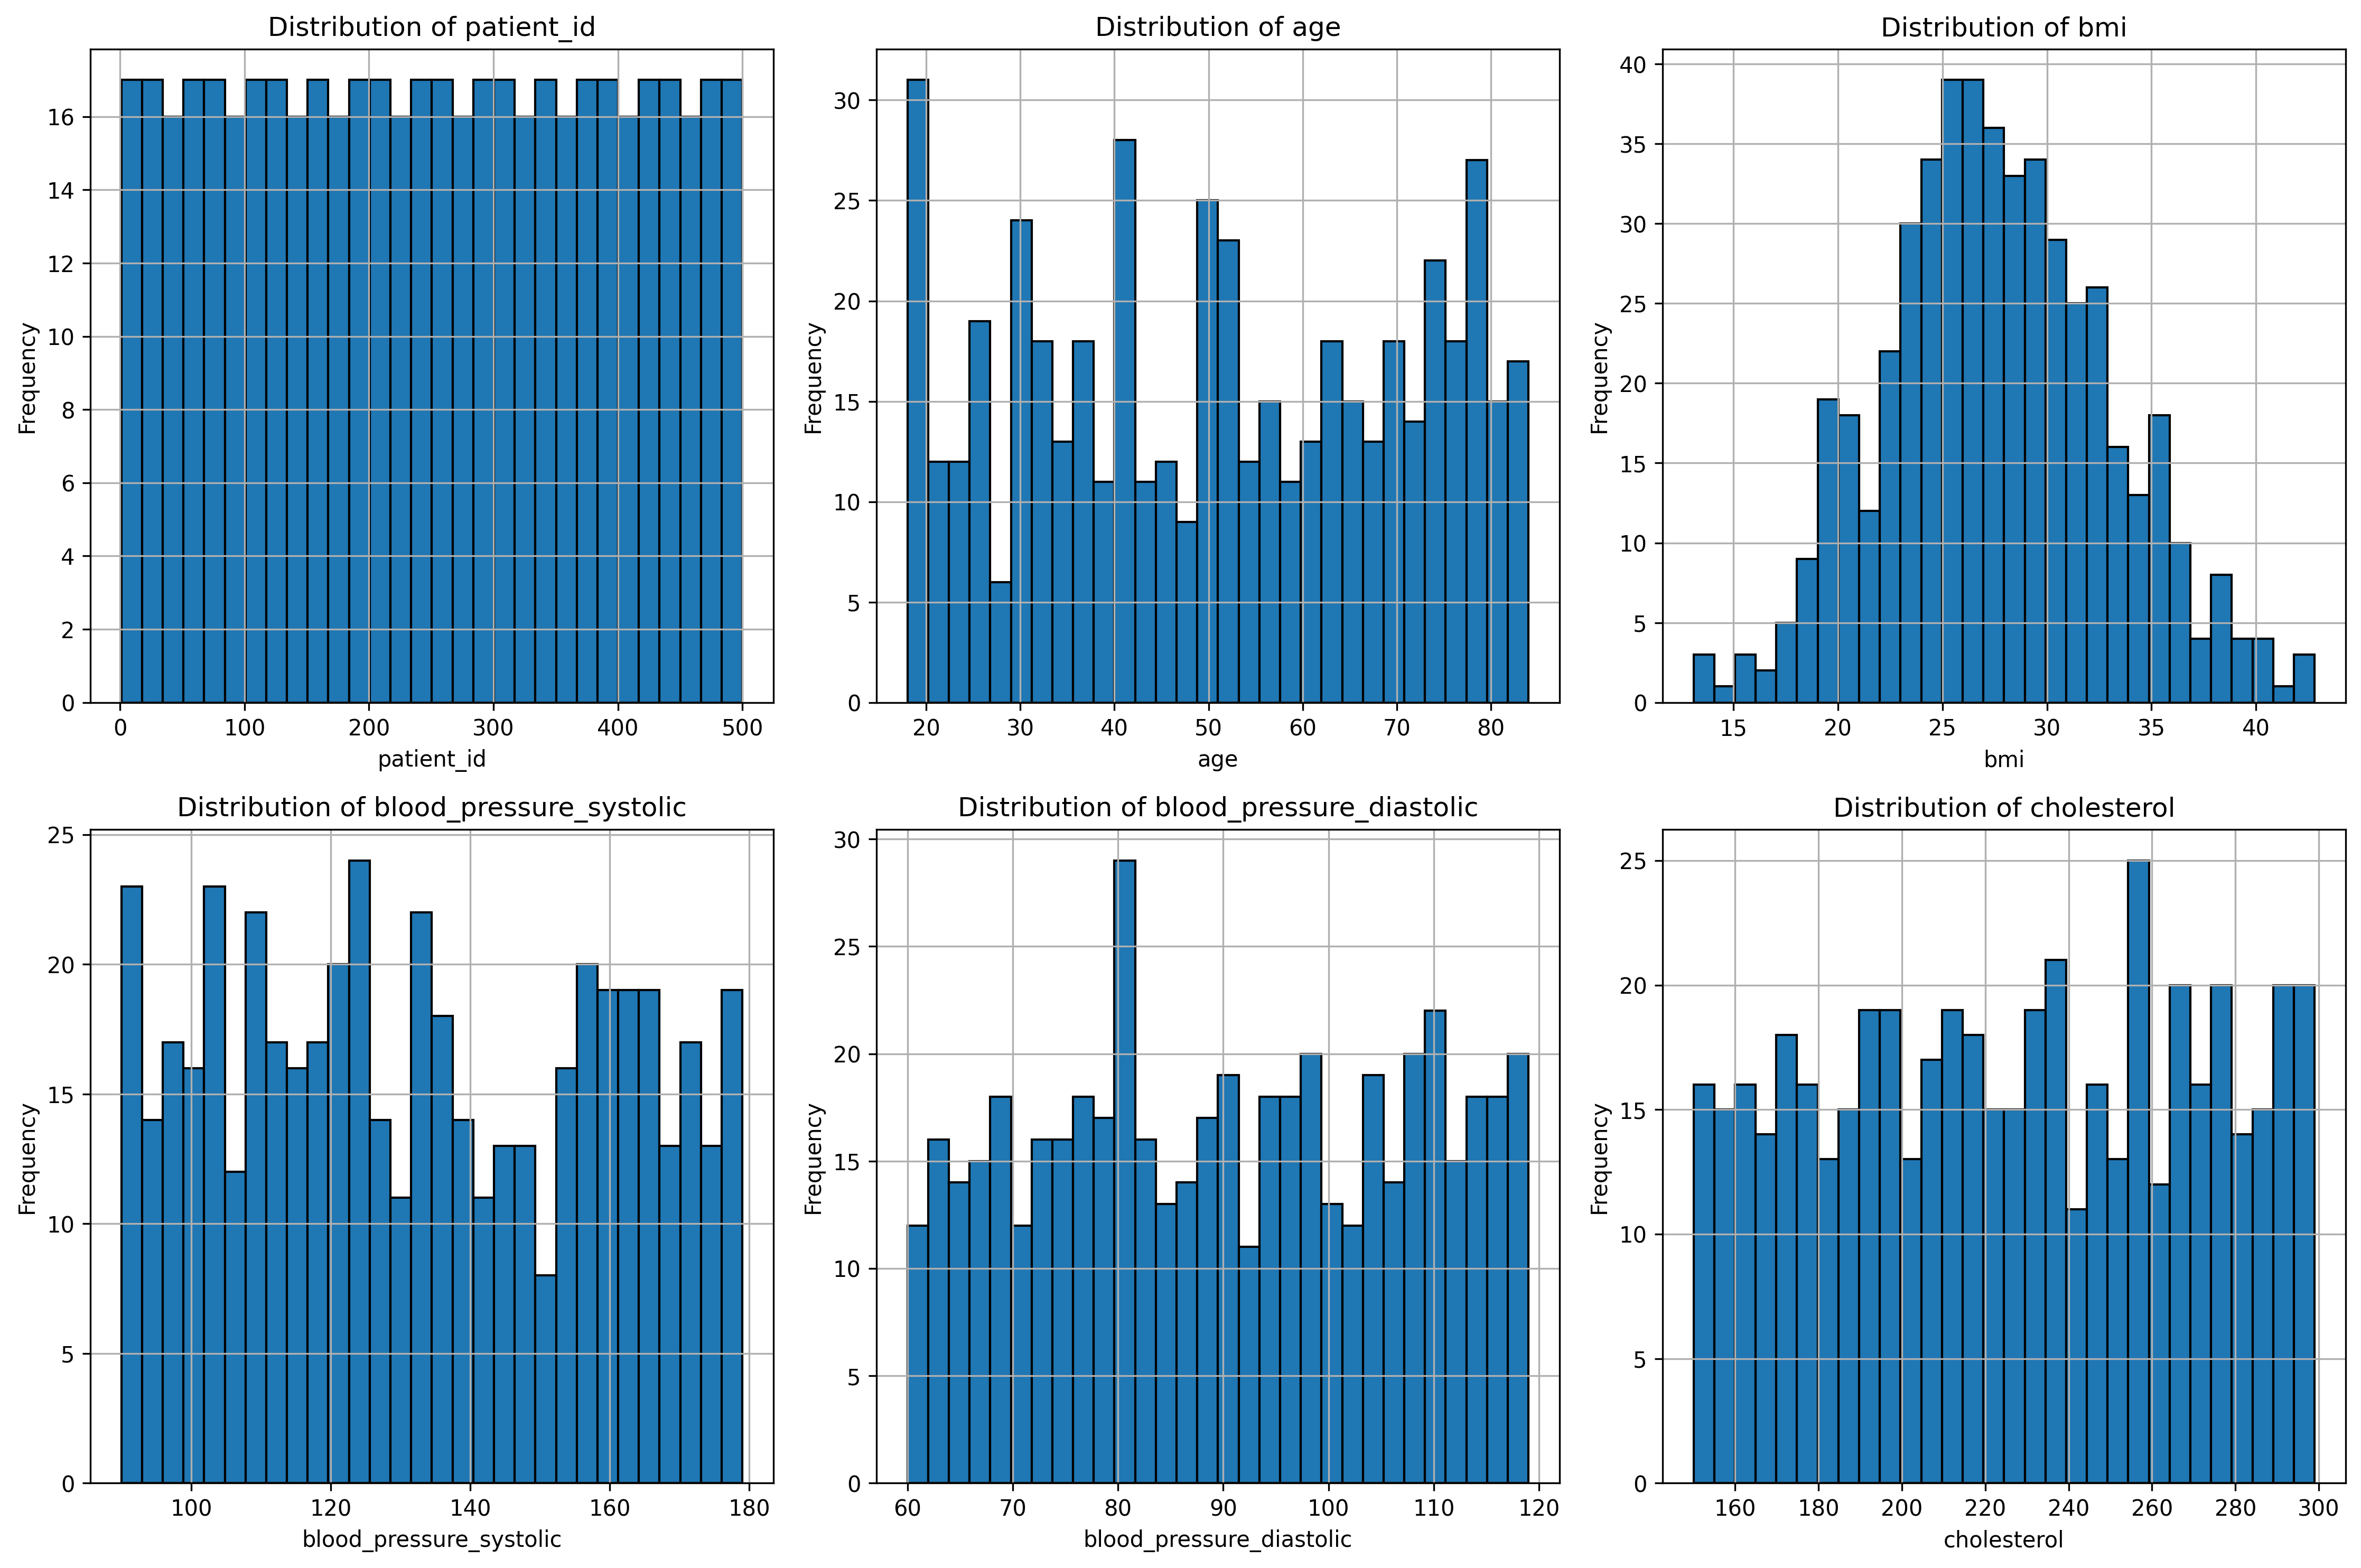 Distribution of patient_id
Frequency
16
14
12
10
8
6
4
2
0
0 100 200 300 400 500
patient_id
Distribution of age
Frequency
30
25
20
15
10
5
0
20 30 40 50 60 70 80
age
Distribution of bmi
Frequency
40
35
30
25
20
15
10
5
0
15 20 25 30 35 40
bmi
Distribution of blood_pressure_systolic
Frequency
25
20
15
10
5
0
100 120 140 160 180
blood_pressure_systolic
Distribution of blood_pressure_diastolic
Frequency
30
25
20
15
10
5
0
60 70 80 90 100 110 120
blood_pressure_diastolic
Distribution of cholesterol
Frequency
25
20
15
10
5
0
160 180 200 220 240 260 280 300
cholesterol